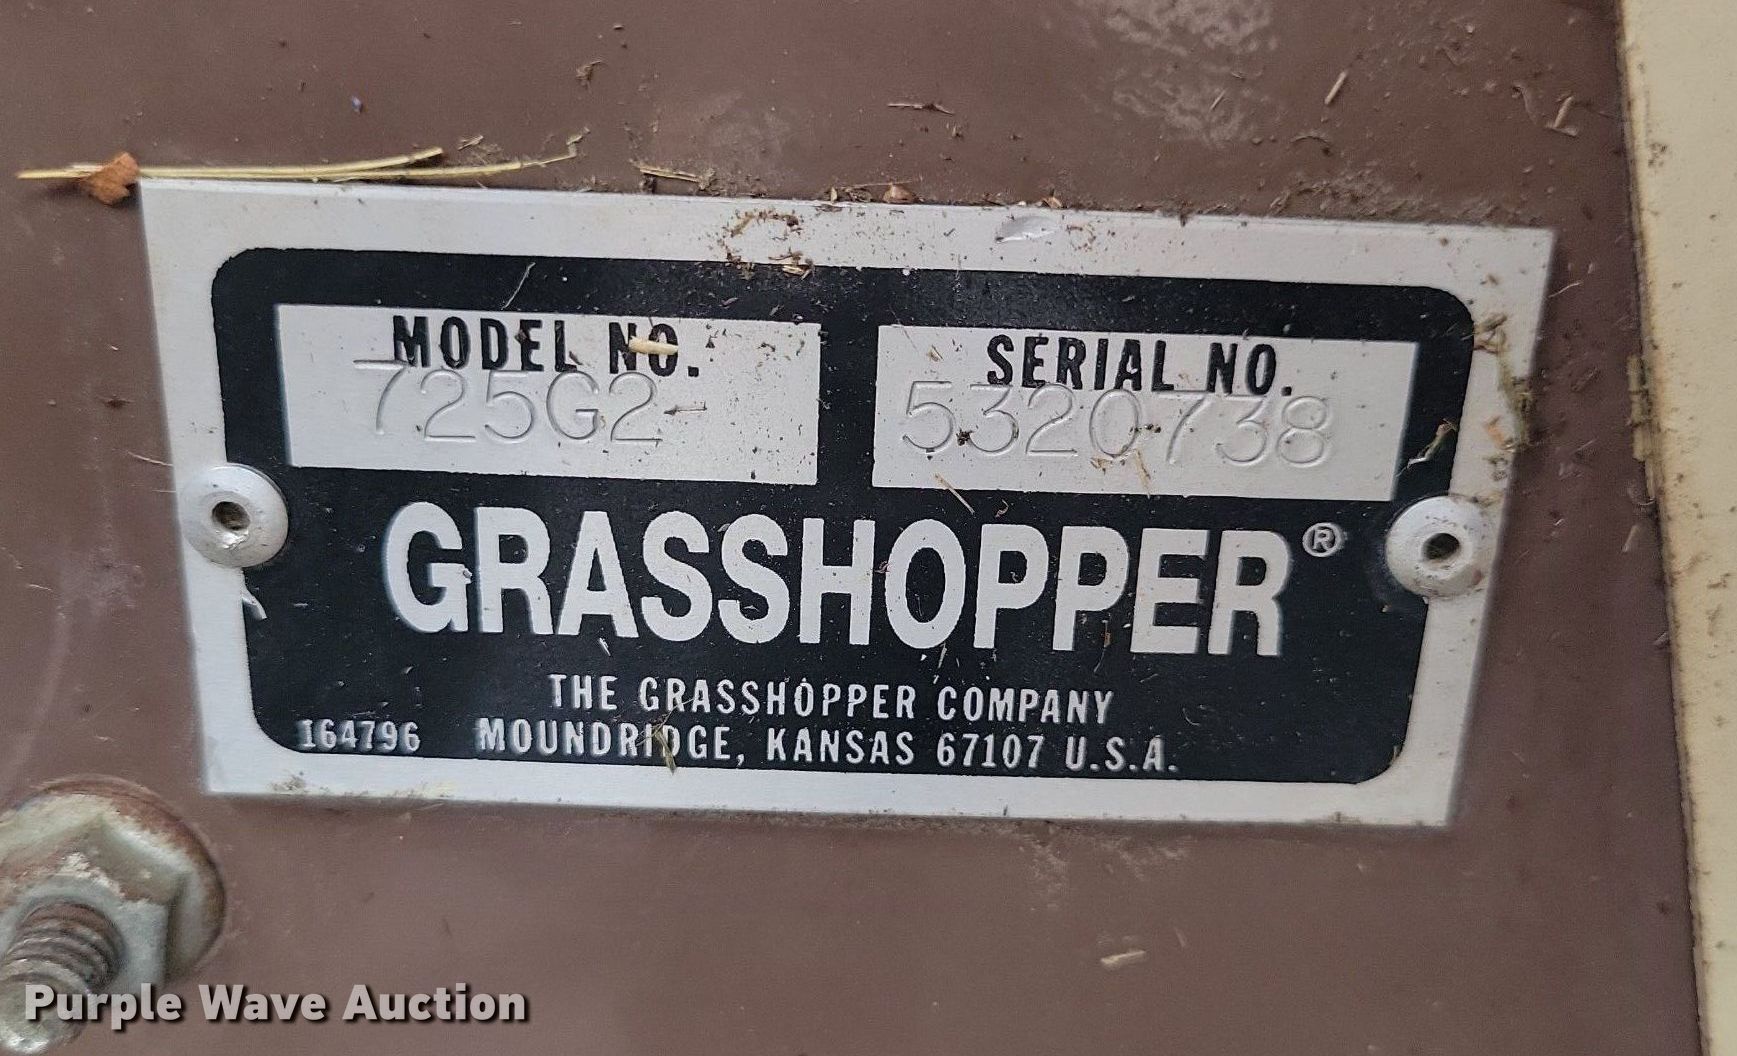 MODEL NO.
725G2
SERIAL NO.
5320738
GRASSHOPPER®
THE GRASSHOPPER COMPANY
164796 MOUNDRIDGE, KANSAS 67107 U.S.A.
Purple Wave Auction